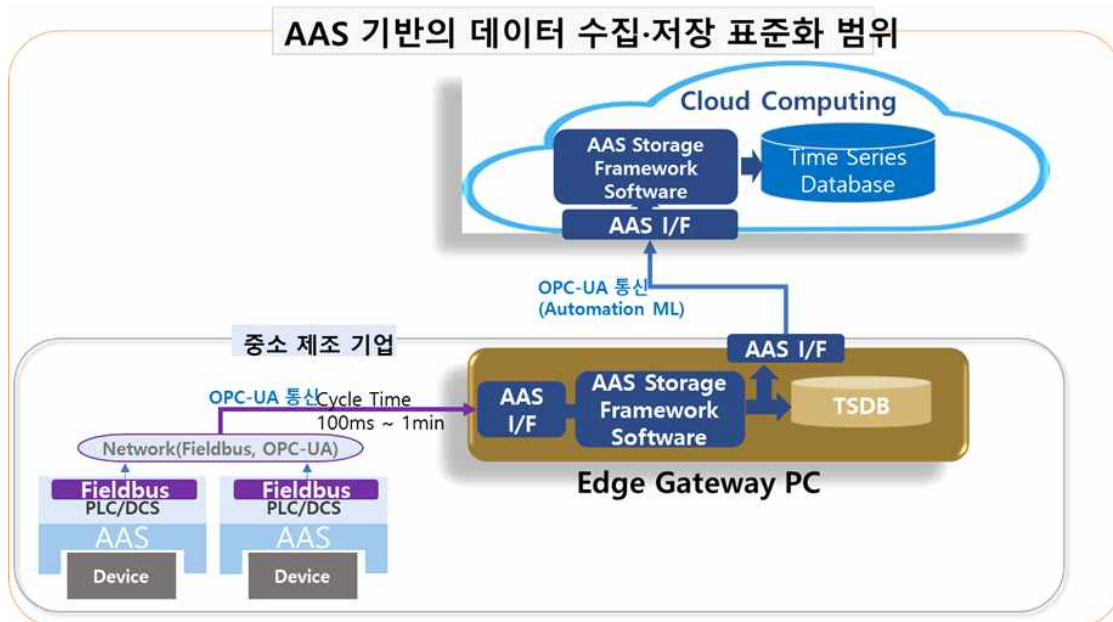 AAS 기반의 데이터 수집·저장 표준화 범위
Cloud Computing
AAS Storage
Framework
Software
Time Series
Database
AAS I/F
OPC-UA 통신
(Automation ML)
중소 제조 기업
AAS I/F
OPC-UA 통신
Cycle Time
100ms ~ 1min
AAS
I/F
AAS Storage
Framework
Software
TSDB
Network(Fieldbus, OPC-UA)
Edge Gateway PC
Fieldbus
PLC/DCS
AAS
Device
Fieldbus
PLC/DCS
AAS
Device